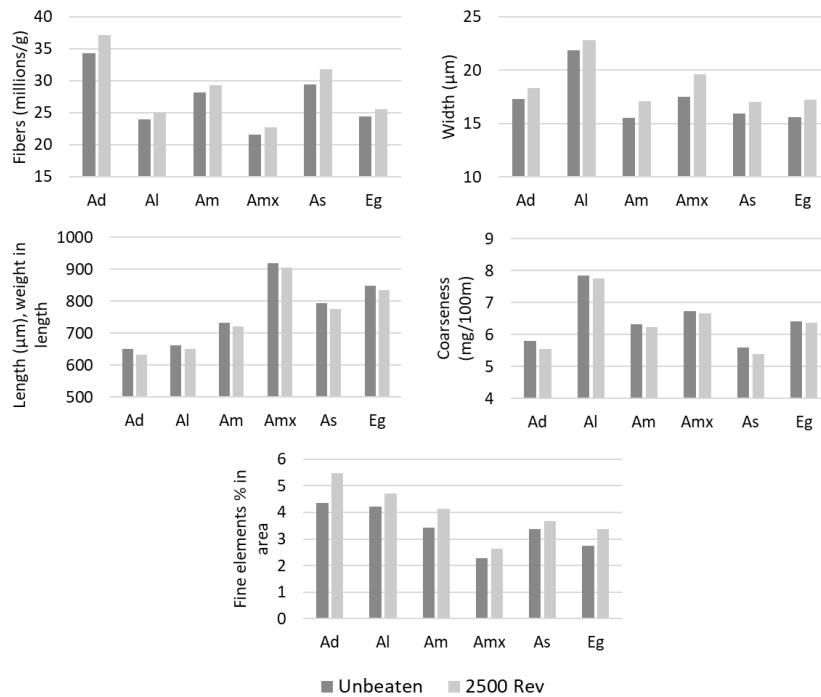 Fibers (millions/g)
40
35
30
25
20
15
Ad Al Am Amx As Eg
Width (µm)
25
20
15
10
Ad Al Am Amx As Eg
Length (µm), weight in
length
1000
900
800
700
600
500
Ad Al Am Amx As Eg
Coarseness
(mg/100m)
9
8
7
6
5
4
Ad Al Am Amx As Eg
Fine elements % in
area
6
5
4
3
2
1
0
Ad Al Am Amx As Eg
Unbeaten 2500 Rev